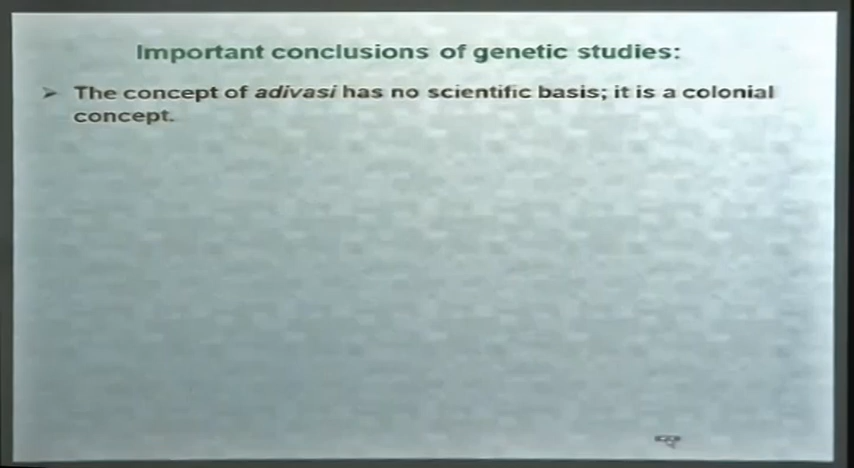 Important conclusions of genetic studies:
➢ The concept of adivasi has no scientific basis; it is a colonial
concept.